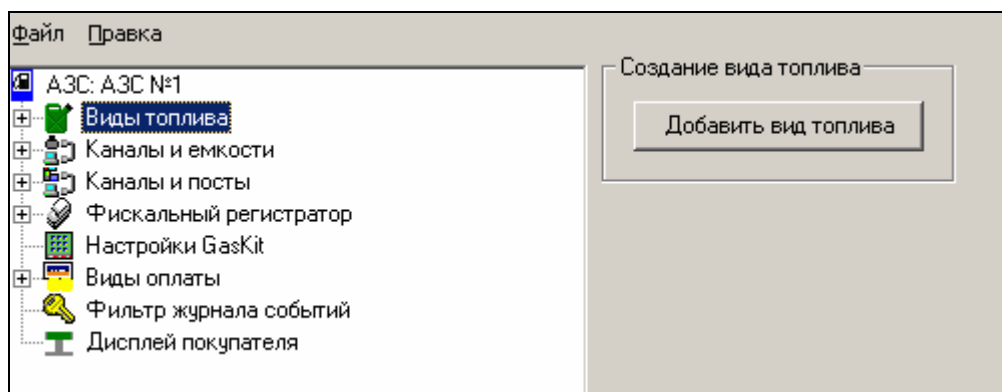 Файл Правка
АЗС: АЗС №1
Виды топлива
Каналы и емкости
Каналы и посты
Фискальный регистратор
Настройки GasKit
Виды оплаты
Фильтр журнала событий
Дисплей покупателя
Создание вида топлива
Добавить вид топлива